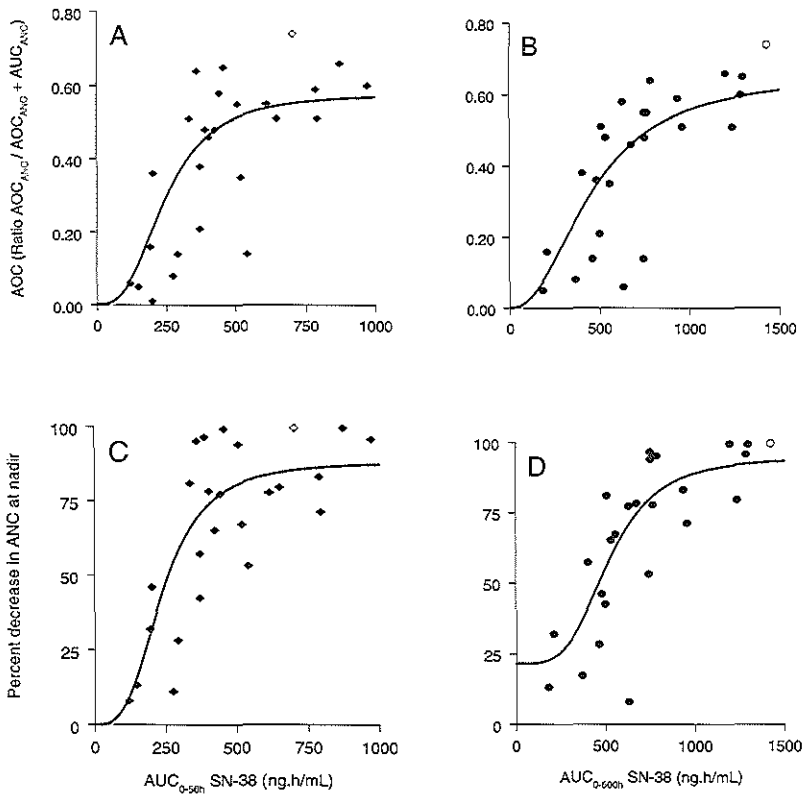 A
B
AOC (Ratio AOC_ANC / AOC_ANC + AUC_ANC)
0.80
0.60
0.40
0.20
0.00
0 250 500 750 1000
0.80
0.60
0.40
0.20
0.00
0 500 1000 1500
C
D
Percent decrease in ANC at nadir
100
75
50
25
0
0 250 500 750 1000
AUC_0-56h SN-38 (ng.h/mL)
100
75
50
25
0
0 500 1000 1500
AUC_0-500h SN-38 (ng.h/mL)